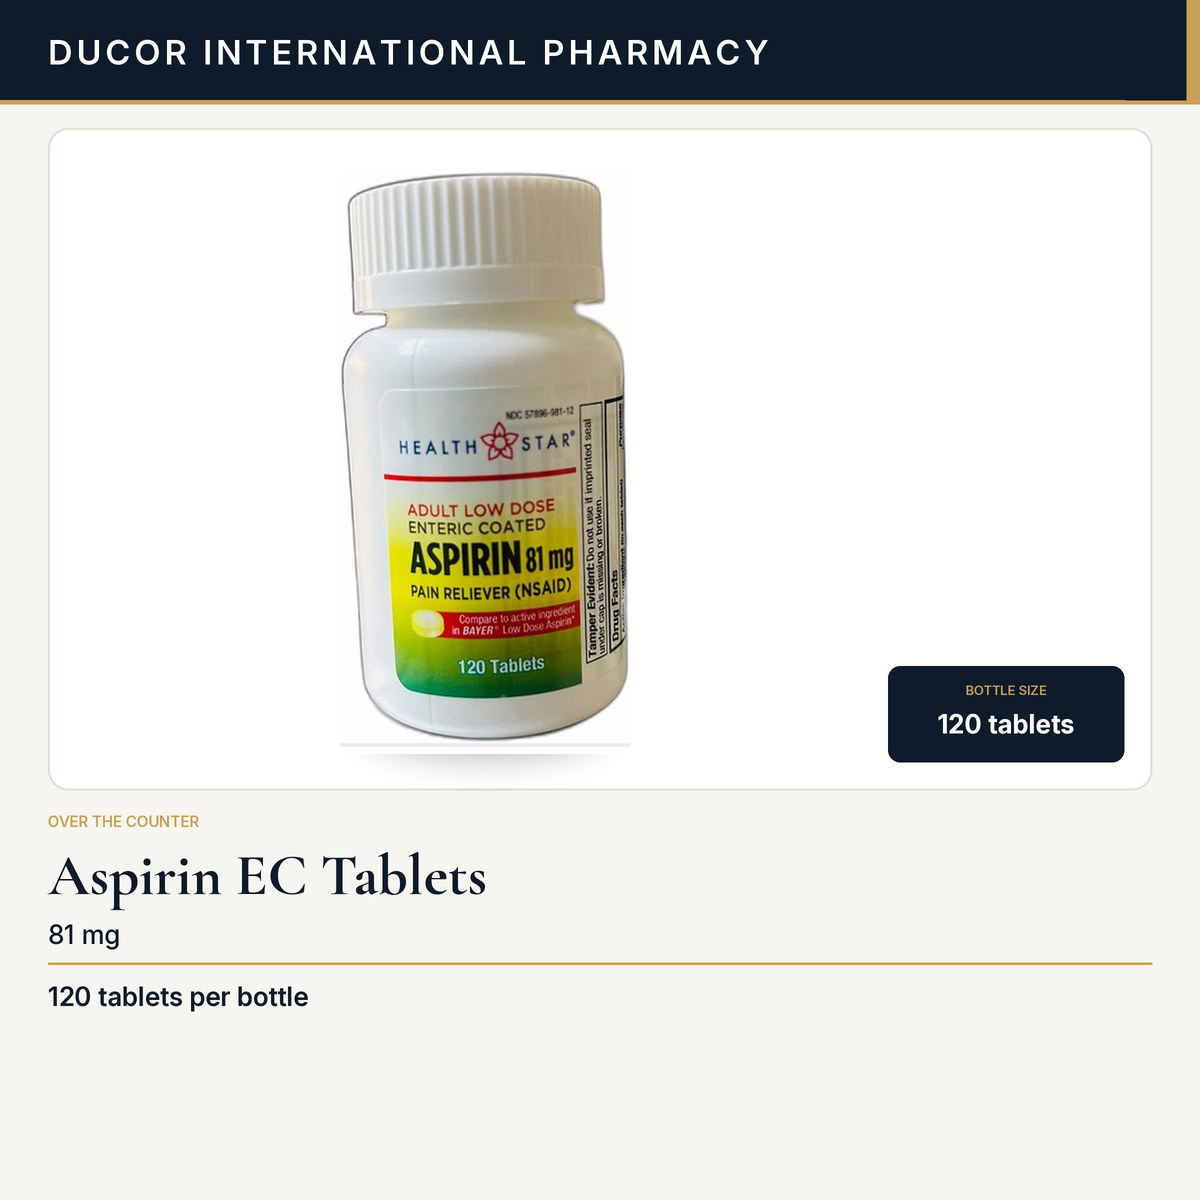 DUCOR INTERNATIONAL PHARMACY
NDC 57896-981-12
HEALTH STAR®
ADULT LOW DOSE
ENTERIC COATED
ASPIRIN 81 mg
PAIN RELIEVER (NSAID)
Compare to active ingredient
in BAYER® Low Dose Aspirin*
120 Tablets
Tamper Evident: Do not use if imprinted seal
under cap is missing or broken.
Drug Facts
Purpose
BOTTLE SIZE
120 tablets
OVER THE COUNTER
Aspirin EC Tablets
81 mg
120 tablets per bottle